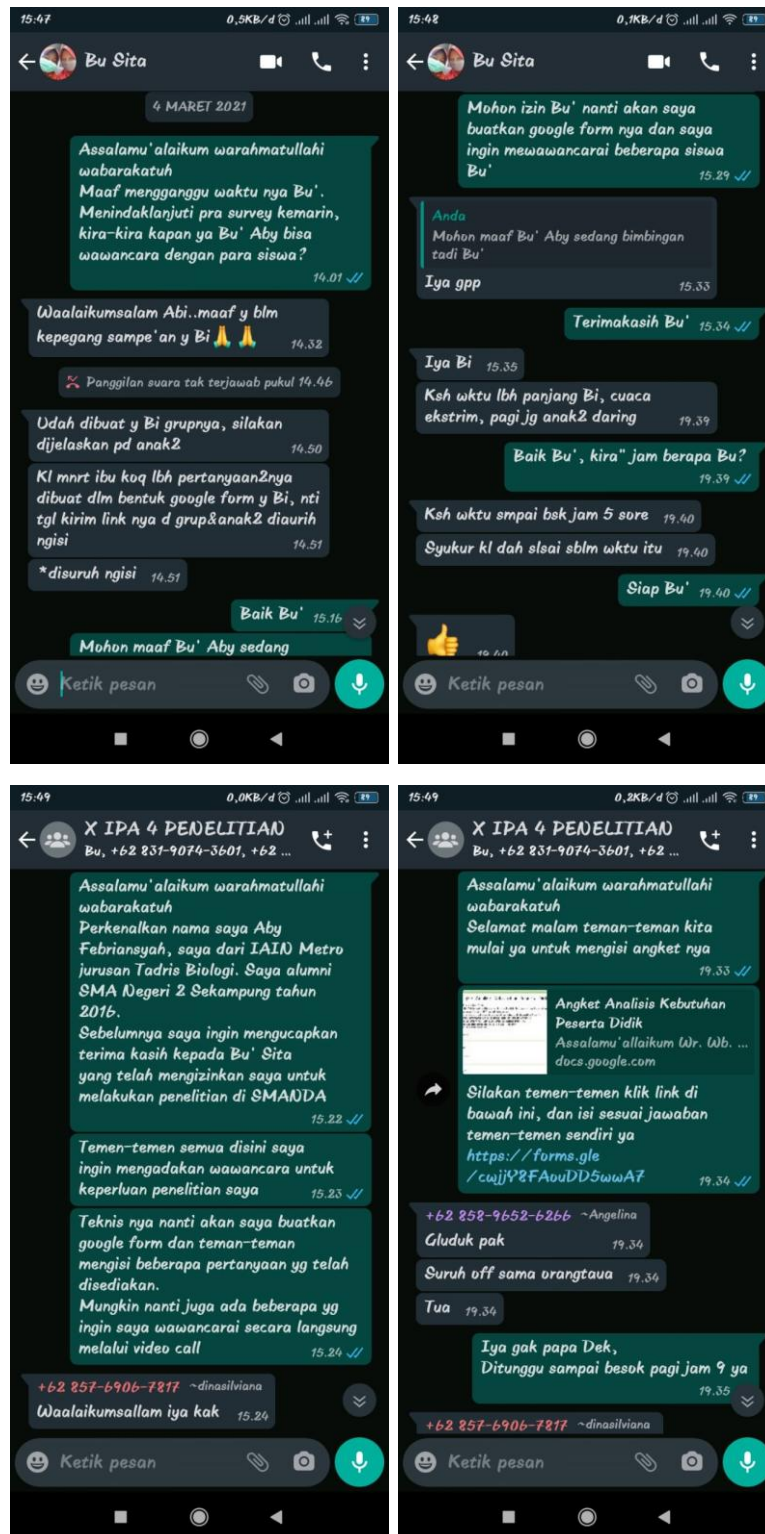 15:47
0,5KB/d
89
Bu Sita
4 MARET 2021
Assalamu'alaikum warahmatullahi
wabarakatuh
Maaf mengganggu waktu nya Bu'.
Menindaklanjuti pra survey kemarin,
kira-kira kapan ya Bu' Aby bisa
wawancara dengan para siswa?
14.01
Waalaikumsalam Abi..maaf y blm
kepegang sampe'an y Bi🙏🙏
14.32
Panggilan suara tak terjawab pukul 14.46
Udah dibuat y Bi grupnya, silakan
dijelaskan pd anak2
14.50
Kl mnrt ibu koq lbh pertanyaan2nya
dibuat dlm bentuk google form y Bi, nti
tgl kirim link nya d grup&anak2 diaurih
ngisi
14.51
*disuruh ngisi 14.51
Baik Bu' 15.16
Mohon maaf Bu' Aby sedang
Ketik pesan
15:48
0,1KB/d
89
Bu Sita
Mohon izin Bu' nanti akan saya
buatkan google form nya dan saya
ingin mewawancarai beberapa siswa
Bu'
15.29
Anda
Mohon maaf Bu' Aby sedang bimbingan
tadi Bu'
Iya gpp
15.33
Terimakasih Bu' 15.34
Iya Bi 15.35
Ksh wktu lbh panjang Bi, cuaca
ekstrim, pagi jg anak2 daring
19.39
Baik Bu', kira" jam berapa Bu?
19.39
Ksh wktu smpai bsk jam 5 sore 19.40
Syukur kl dah slsai sblm wktu itu 19.40
Siap Bu' 19.40
👍
19.40
Ketik pesan
15:49
0,0KB/d
89
X IPA 4 PENELITIAN
Bu, +62 831-9074-3601, +62 ...
Assalamu'alaikum warahmatullahi
wabarakatuh
Perkenalkan nama saya Aby
Febriansyah, saya dari IAIN Metro
jurusan Tadris Biologi. Saya alumni
SMA Negeri 2 Sekampung tahun
2016.
Sebelumnya saya ingin mengucapkan
terima kasih kepada Bu' Sita
yang telah mengizinkan saya untuk
melakukan penelitian di SMANDA
15.22
Temen-temen semua disini saya
ingin mengadakan wawancara untuk
keperluan penelitian saya
15.23
Teknis nya nanti akan saya buatkan
google form dan teman-teman
mengisi beberapa pertanyaan yg telah
disediakan.
Mungkin nanti juga ada beberapa yg
ingin saya wawancarai secara langsung
melalui video call
15.24
+62 857-6906-7817 ~dinasilviana
Waalaikumsallam iya kak 15.24
Ketik pesan
15:49
0,2KB/d
89
X IPA 4 PENELITIAN
Bu, +62 831-9074-3601, +62 ...
Assalamu'alaikum warahmatullahi
wabarakatuh
Selamat malam teman-teman kita
mulai ya untuk mengisi angket nya
19.33
Angket Analisis Kebutuhan
Peserta Didik
Assalamu'allaikum Wr. Wb. ...
docs.google.com
Silakan temen-temen klik link di
bawah ini, dan isi sesuai jawaban
temen-temen sendiri ya
https://forms.gle
/cwjjY8FAouDD5wwA7
19.34
+62 858-9652-6266 ~Angelina
Gluduk pak
19.34
Suruh off sama orangtaua 19.34
Tua 19.34
Iya gak papa Dek,
Ditunggu sampai besok pagi jam 9 ya
19.35
+62 857-6906-7817 ~dinasilviana
Ketik pesan